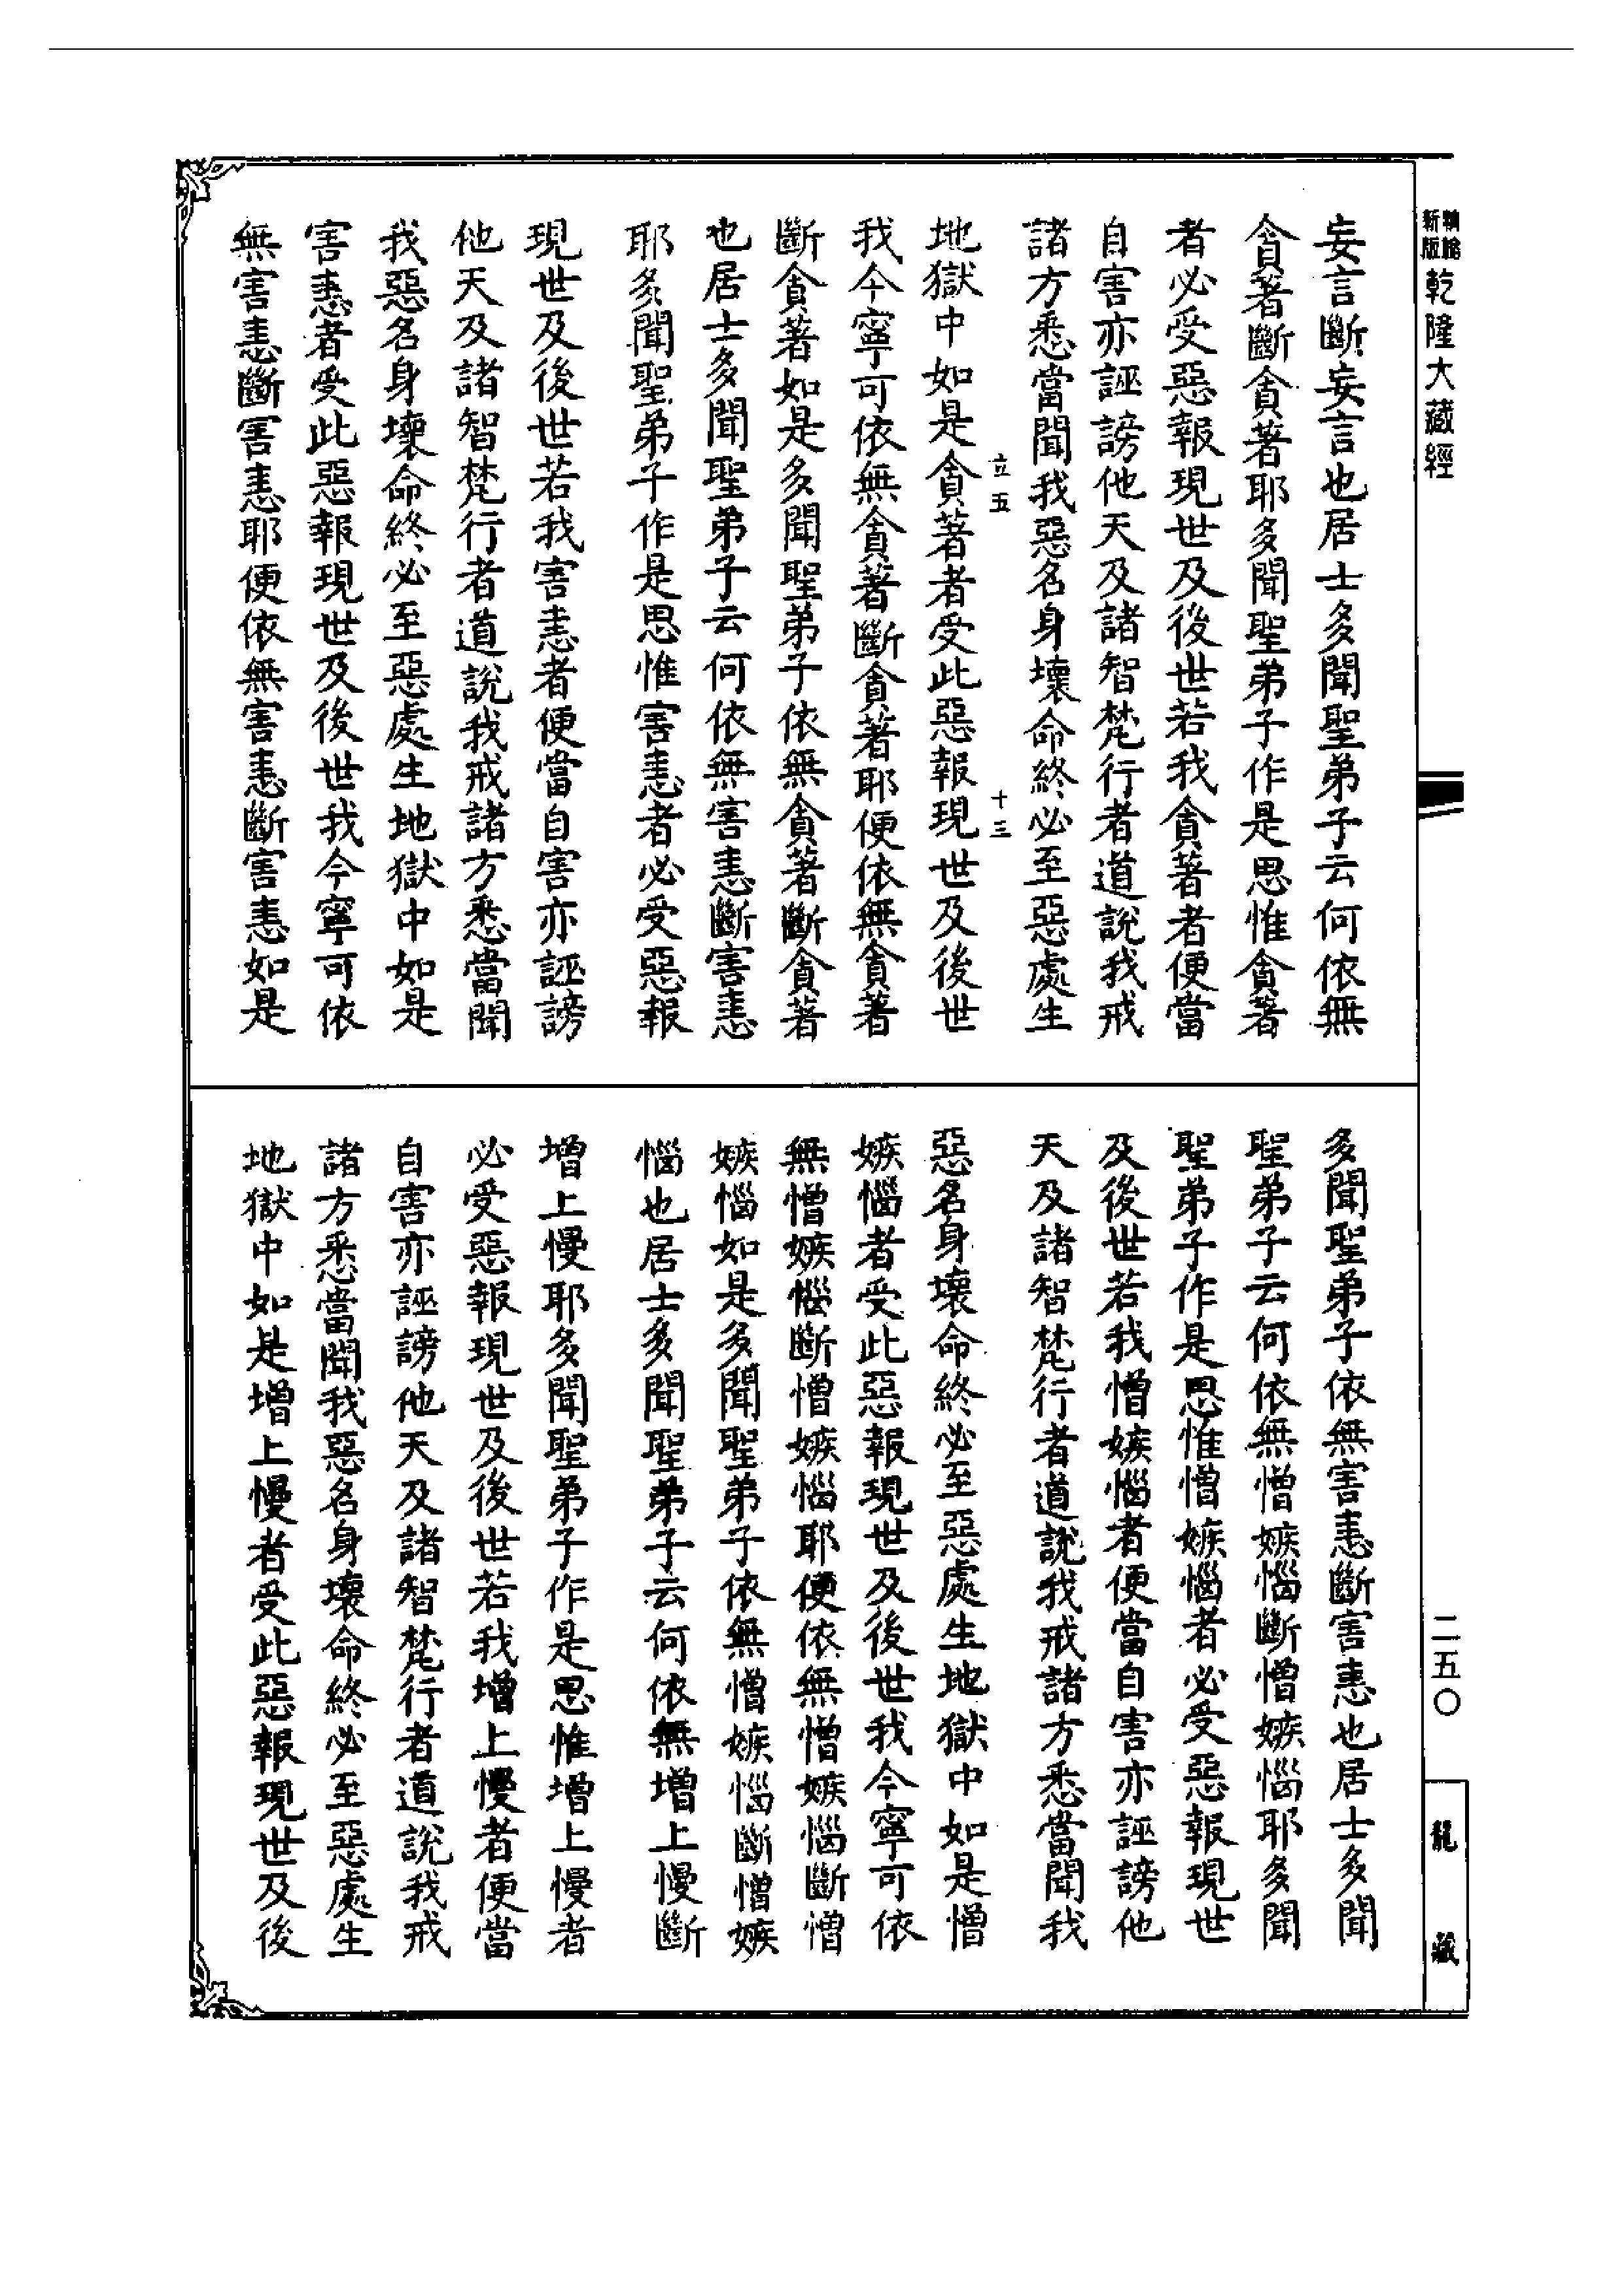 精縮
新版
乾隆大藏經
妄言斷妄言也居士多聞聖弟子云何依無
貪著斷貪著耶多聞聖弟子作是思惟貪著
者必受惡報現世及後世若我貪著者便當
自害亦誣謗他天及諸智梵行者道說我戒
諸方悉當聞我惡名身壞命終必至惡處生
立五
十三
地獄中如是貪著者受此惡報現世及後世
我今寧可依無貪著斷貪著耶便依無貪著
斷貪著如是多聞聖弟子依無貪著斷貪著
也居士多聞聖弟子云何依無害恚斷害恚
耶多聞聖弟子作是思惟害恚者必受惡報
現世及後世若我害恚者便當自害亦誣謗
他天及諸智梵行者道說我戒諸方悉當聞
我惡名身壞命終必至惡處生地獄中如是
害恚者受此惡報現世及後世我今寧可依
無害恚斷害恚耶便依無害恚斷害恚如是
多聞聖弟子依無害恚斷害恚也居士多聞
聖弟子云何依無憎嫉惱斷憎嫉惱耶多聞
聖弟子作是思惟憎嫉惱者必受惡報現世
及後世若我憎嫉惱者便當自害亦誣謗他
天及諸智梵行者道說我戒諸方悉當聞我
惡名身壞命終必至惡處生地獄中如是憎
嫉惱者受此惡報現世及後世我今寧可依
無憎嫉惱斷憎嫉惱耶便依無憎嫉惱斷憎
嫉惱如是多聞聖弟子依無憎嫉惱斷憎嫉
惱也居士多聞聖弟子云何依無增上慢斷
增上慢耶多聞聖弟子作是思惟增上慢者
必受惡報現世及後世若我增上慢者便當
自害亦誣謗他天及諸智梵行者道說我戒
諸方悉當聞我惡名身壞命終必至惡處生
地獄中如是增上慢者受此惡報現世及後
二五〇
龍藏